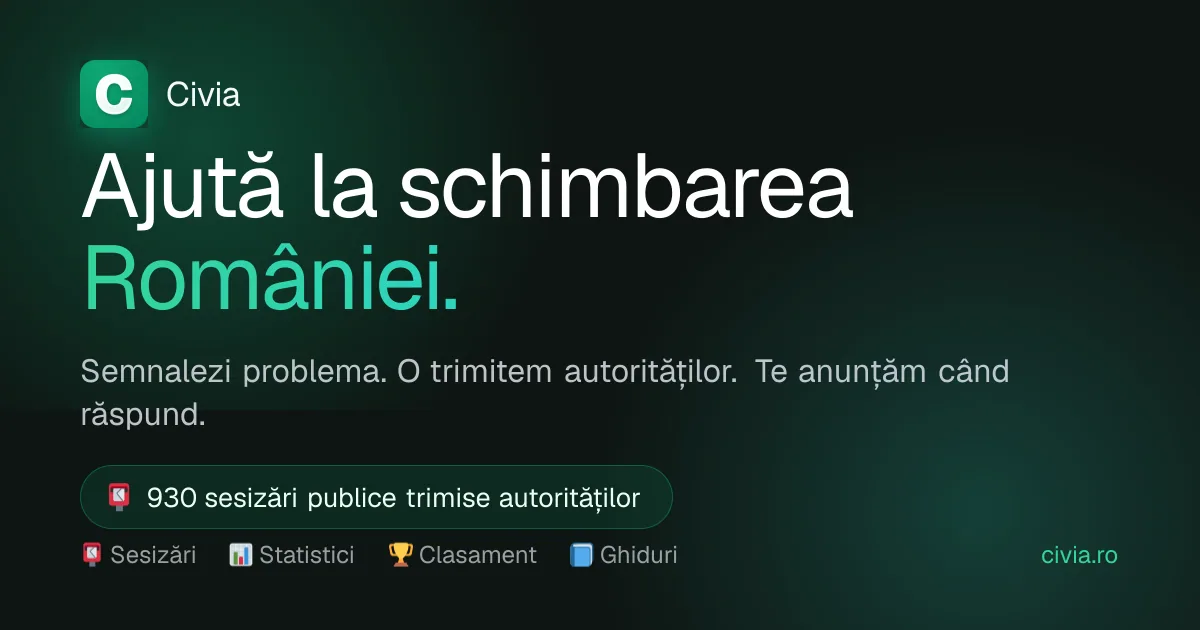 C Civia
Ajută la schimbarea
României.
Semnalezi problema. O trimitem autorităților. Te anunțăm când
răspund.
930 sesizări publice trimise autorităților
Sesizări Statistici Clasament Ghiduri civia.ro